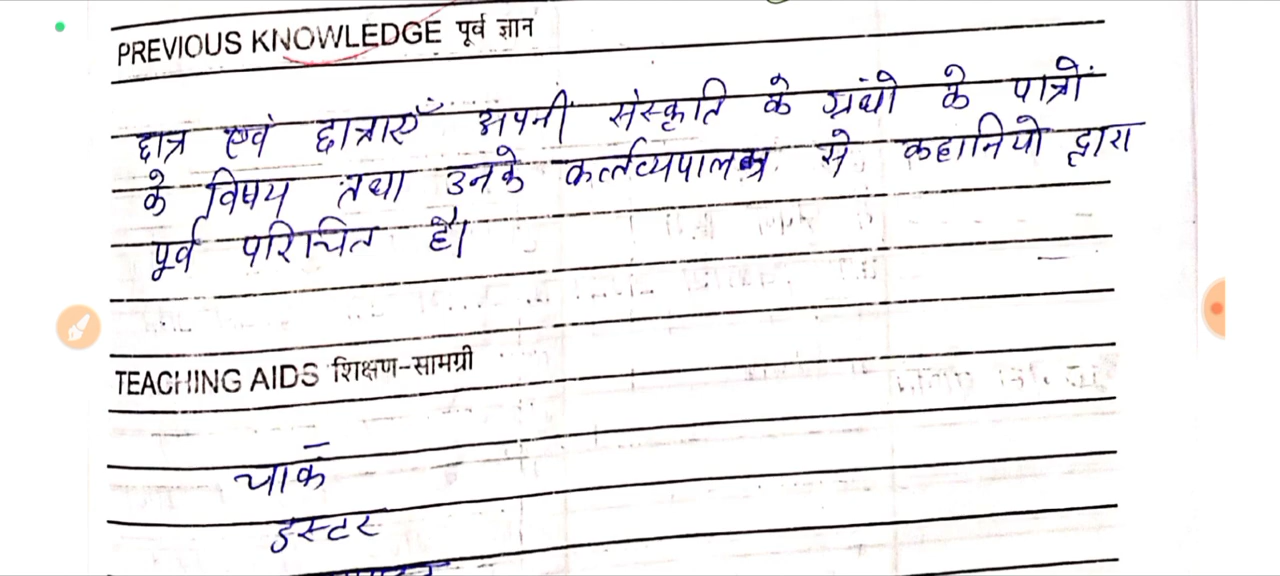 PREVIOUS KNOWLEDGE पूर्व ज्ञान
छात्र एवं छात्राएँ अपनी संस्कृति के ग्रंथो के पात्रों
के विषय तथा उनके कर्त्तव्यपालन से कहानियो द्वारा
पूर्व परिचित है।
TEACHING AIDS शिक्षण-सामग्री
चाक
डस्टर